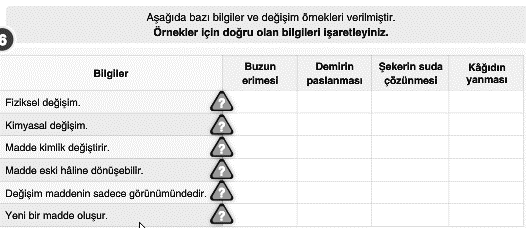 Aşağıda bazı bilgiler ve değişim örnekleri verilmiştir.
Örnekler için doğru olan bilgileri işaretleyiniz.
6
Bilgiler
Buzun erimesi
Demirin paslanması
Şekerin suda çözünmesi
Kâğıdın yanması
Fiziksel değişim.
?
Kimyasal değişim.
?
Madde kimlik değiştirir.
?
Madde eski hâline dönüşebilir.
?
Değişim maddenin sadece görünümündedir.
?
Yeni bir madde oluşur.
?